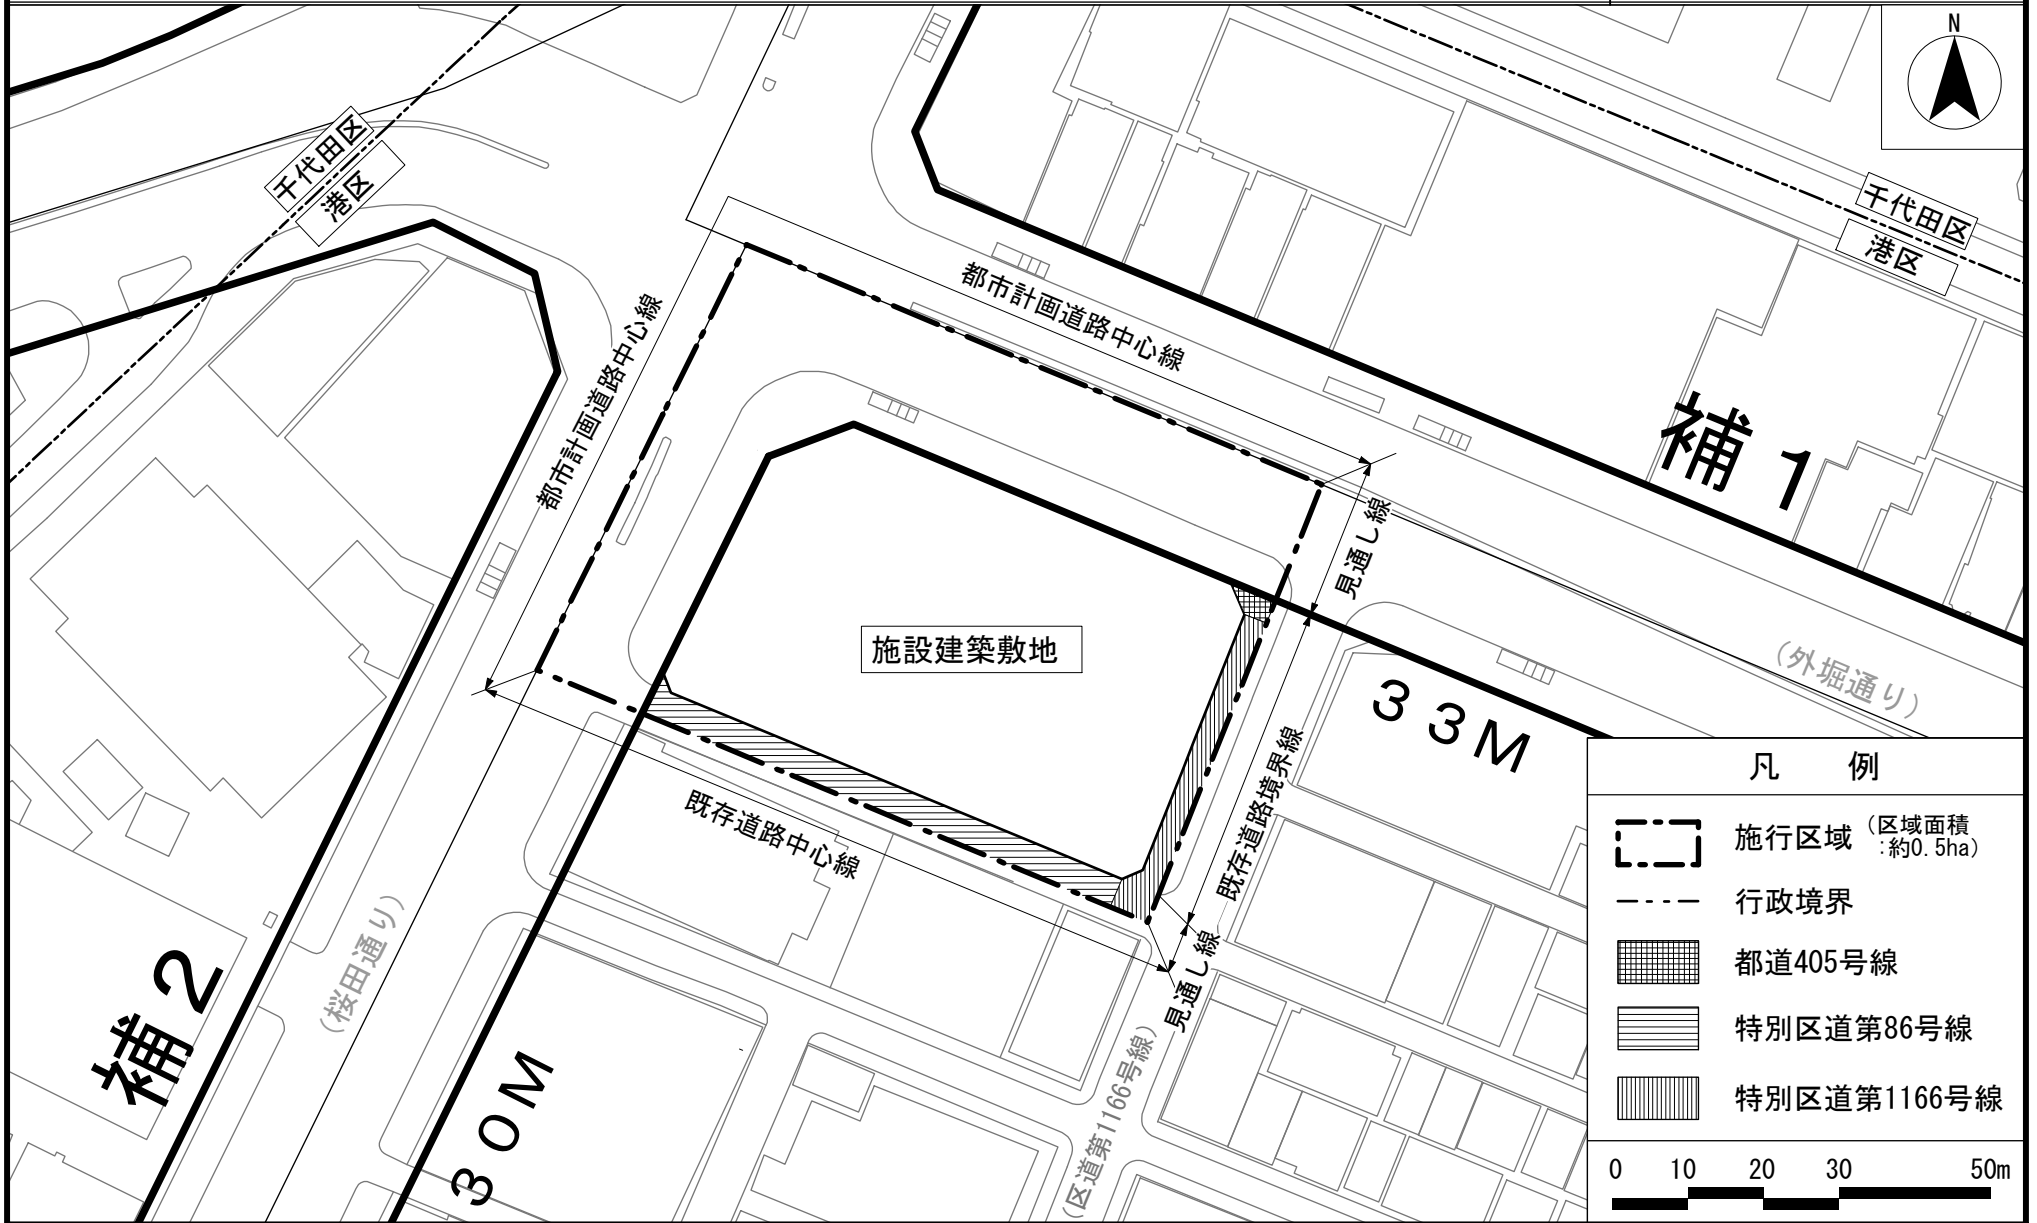 N
千代田区
港区
千代田区
港区
都市計画道路中心線
都市計画道路中心線
補1
見通し線
施設建築敷地
(外堀通り)
33M
既存道路境界線
既存道路中心線
見通し線
(桜田通り)
補2
30M
(区道第1166号線)
凡 例
施行区域 (区域面積
:約0.5ha)
行政境界
都道405号線
特別区道第86号線
特別区道第1166号線
0 10 20 30 50m